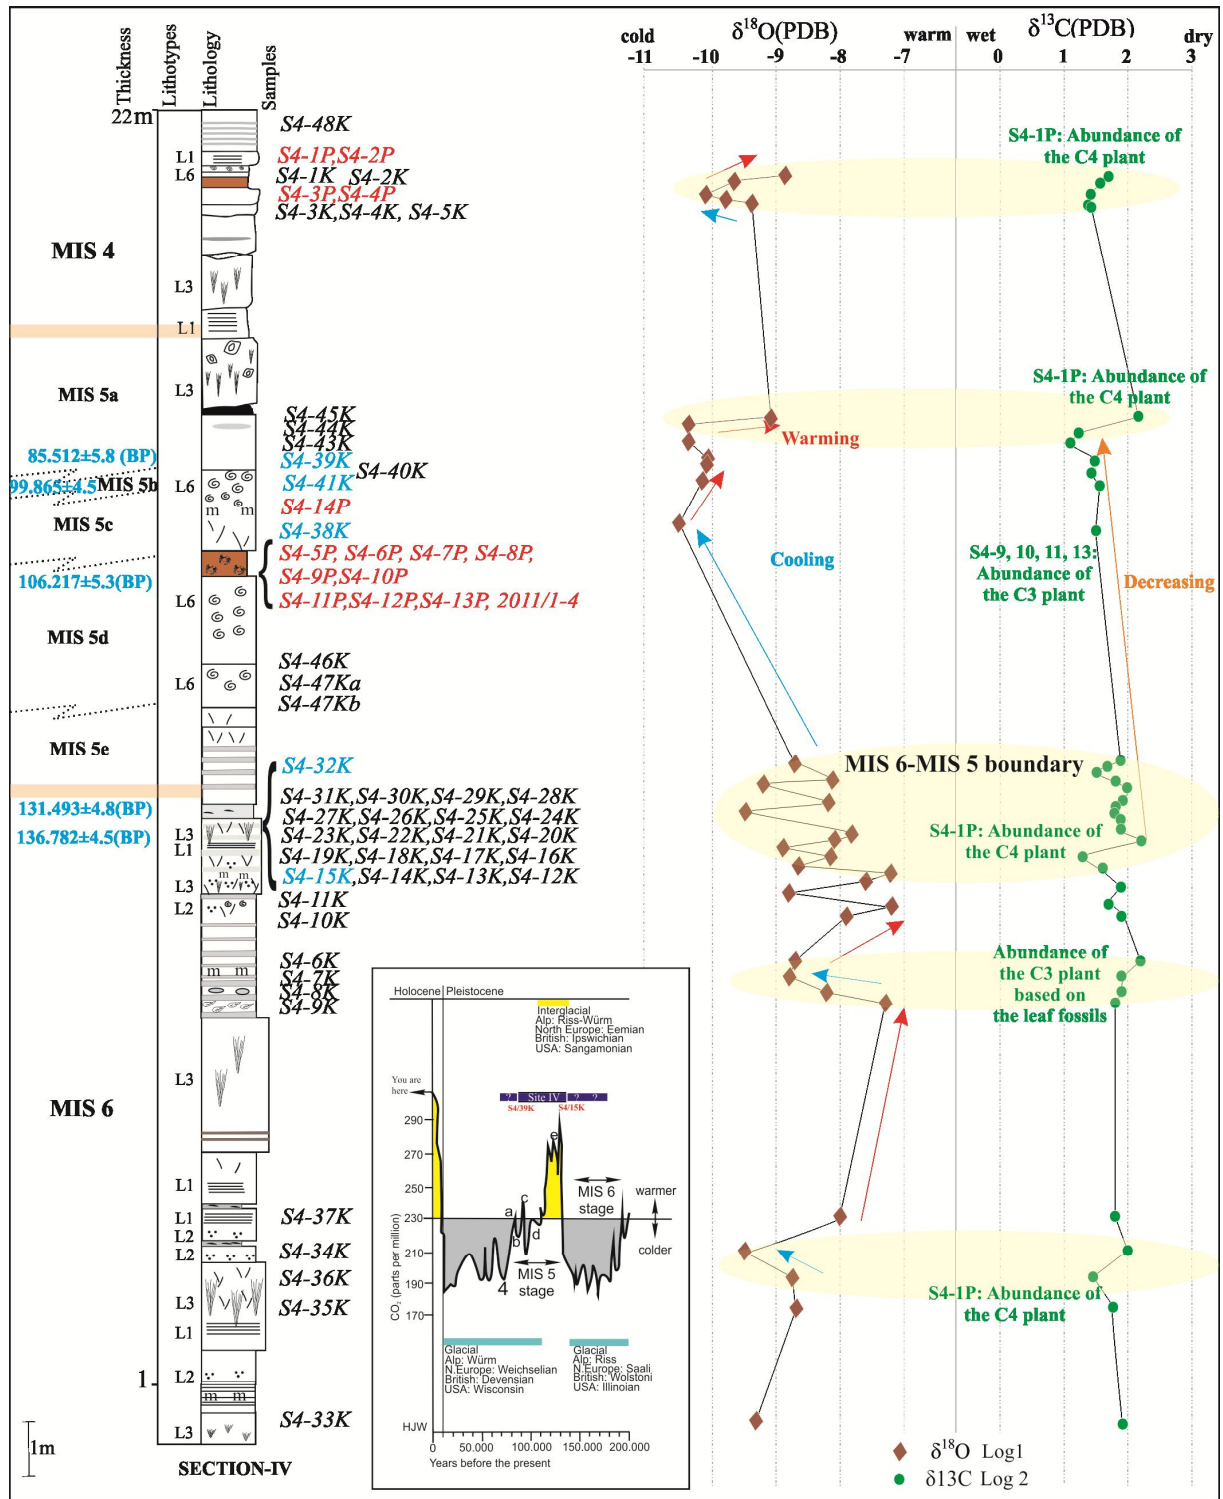 Thickness
Lithotypes
Lithology
Samples
cold
δ18O(PDB)
warm
wet
δ13C(PDB)
dry
-11 -10 -9 -8 -7 0 1 2 3
22m
MIS 4
MIS 5a
85.512±5.8 (BP)
99.865±4.5
MIS 5b
MIS 5c
106.217±5.3(BP)
MIS 5d
MIS 5e
131.493±4.8(BP)
136.782±4.5(BP)
MIS 6
1
1m
L1
L6
L3
L1
L3
L6
L6
L6
L3
L1
L3
L2
L3
L1
L1
L2
L2
L3
L1
L2
L3
m m
m m
m m
m m
S4-48K
S4-1P,S4-2P
S4-1K S4-2K
S4-3P,S4-4P
S4-3K,S4-4K, S4-5K
S4-45K
S4-44K
S4-43K
S4-39K
S4-40K
S4-41K
S4-14P
S4-38K
S4-5P, S4-6P, S4-7P, S4-8P,
S4-9P,S4-10P
S4-11P,S4-12P,S4-13P, 2011/1-4
S4-46K
S4-47Ka
S4-47Kb
S4-32K
S4-31K,S4-30K,S4-29K,S4-28K
S4-27K,S4-26K,S4-25K,S4-24K
S4-23K,S4-22K,S4-21K,S4-20K
S4-19K,S4-18K,S4-17K,S4-16K
S4-15K,S4-14K,S4-13K,S4-12K
S4-11K
S4-10K
S4-6K
S4-7K
S4-8K
S4-9K
S4-37K
S4-34K
S4-36K
S4-35K
S4-33K
SECTION-IV
S4-1P: Abundance of
the C4 plant
S4-1P: Abundance of
the C4 plant
Warming
Cooling
S4-9, 10, 11, 13:
Abundance of
the C3 plant
Decreasing
MIS 6-MIS 5 boundary
S4-1P: Abundance of
the C4 plant
Abundance of
the C3 plant
based on
the leaf fossils
S4-1P: Abundance of
the C4 plant
δ18O Log1
δ13C Log 2
Holocene Pleistocene
Interglacial
Alp: Riss-Würm
North Europe: Eemian
British: Ipswichian
USA: Sangamonian
You are
here
? Site IV ? ?
S4/39K S4/15K
290
270
250
230
210
190
170
CO2 (parts per million)
a
b
c
d
e
4
MIS 5
stage
MIS 6
stage
warmer
colder
Glacial
Alp: Würm
N.Europe: Weichselian
British: Devensian
USA: Wisconsin
Glacial
Alp: Riss
N.Europe: Saali
British: Wolstoni
USA: Illinoian
HJW
0 50.000 100.000 150.000 200.000
Years before the present